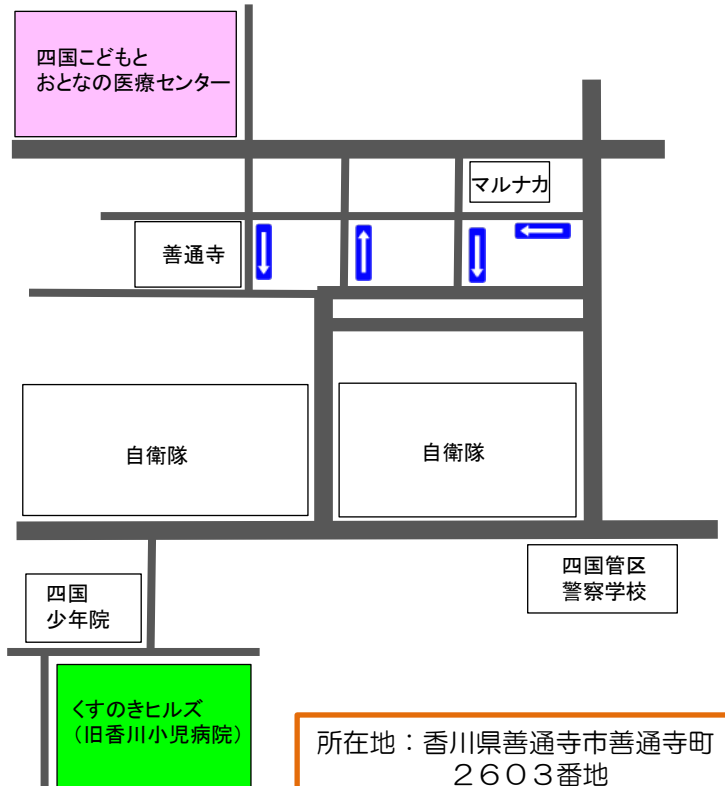 四国こどもと
おとなの医療センター
マルナカ
善通寺
自衛隊
自衛隊
四国管区
警察学校
四国
少年院
くすのきヒルズ
（旧香川小児病院）
所在地：香川県善通寺市善通寺町
２６０３番地